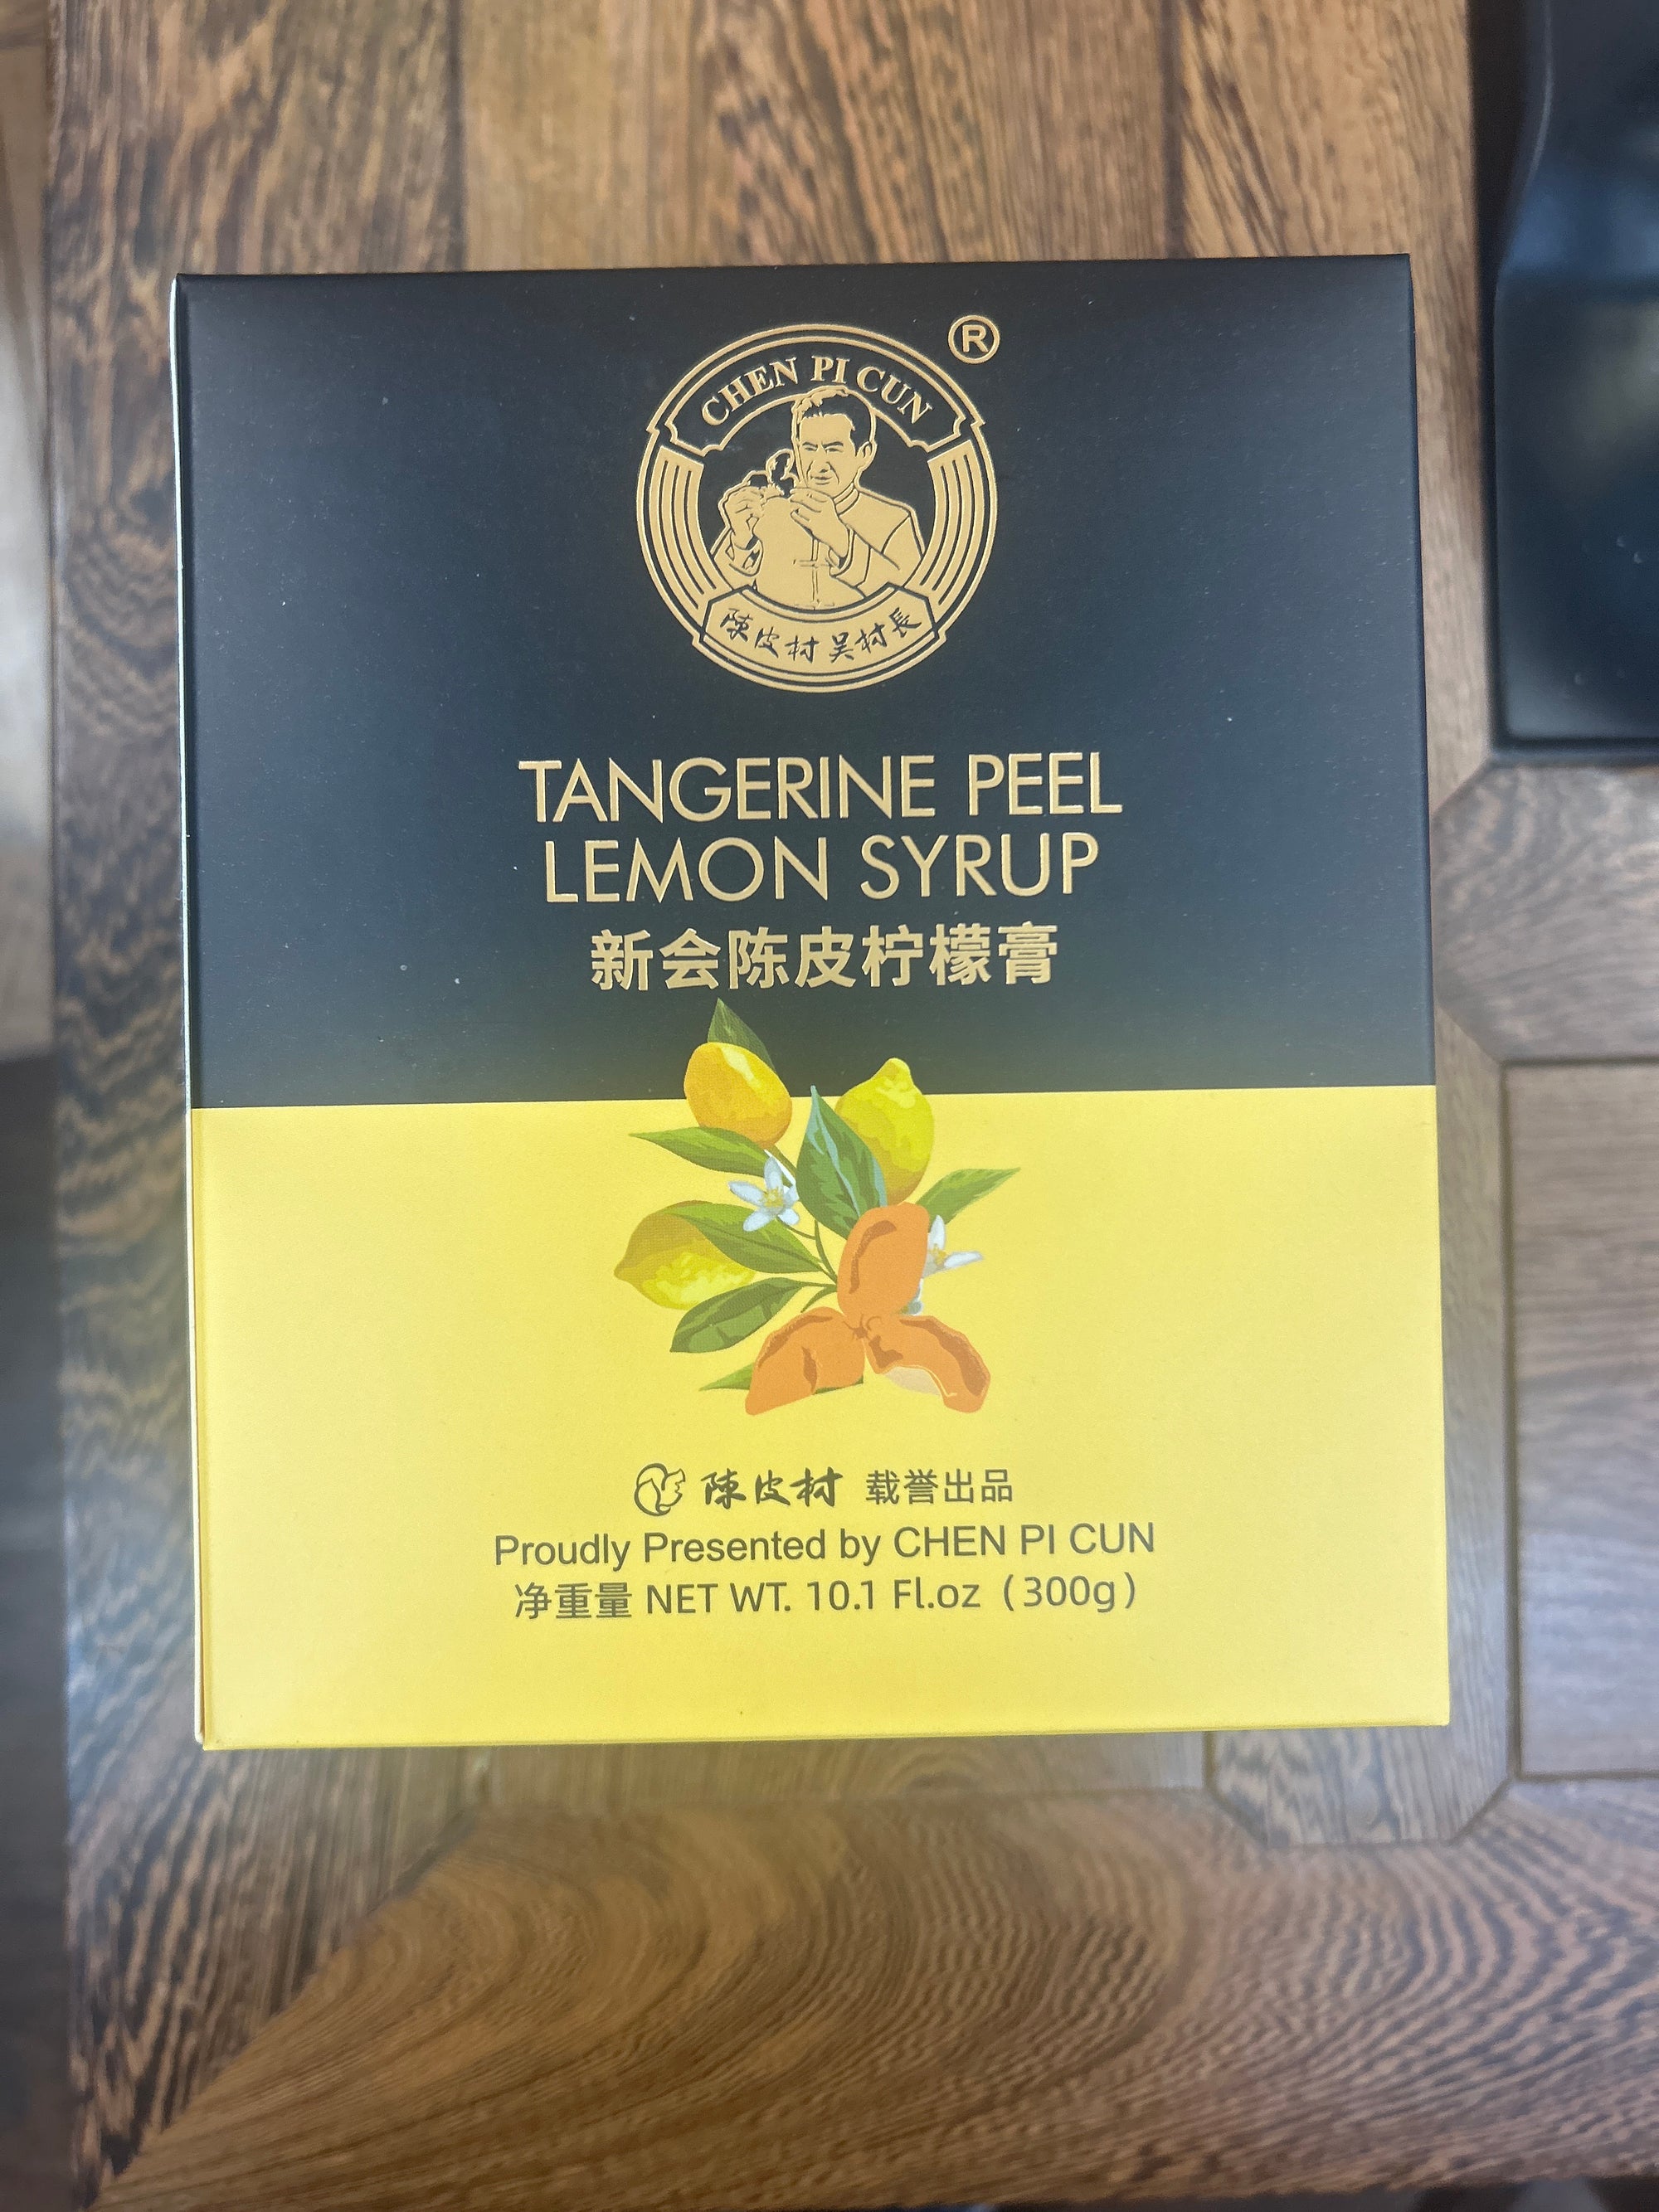 ®
CHEN PI CUN
陳皮村 吴村長
TANGERINE PEEL
LEMON SYRUP
新会陈皮柠檬膏
陳皮村 载誉出品
Proudly Presented by CHEN PI CUN
净重量 NET WT. 10.1 Fl.oz（300g）